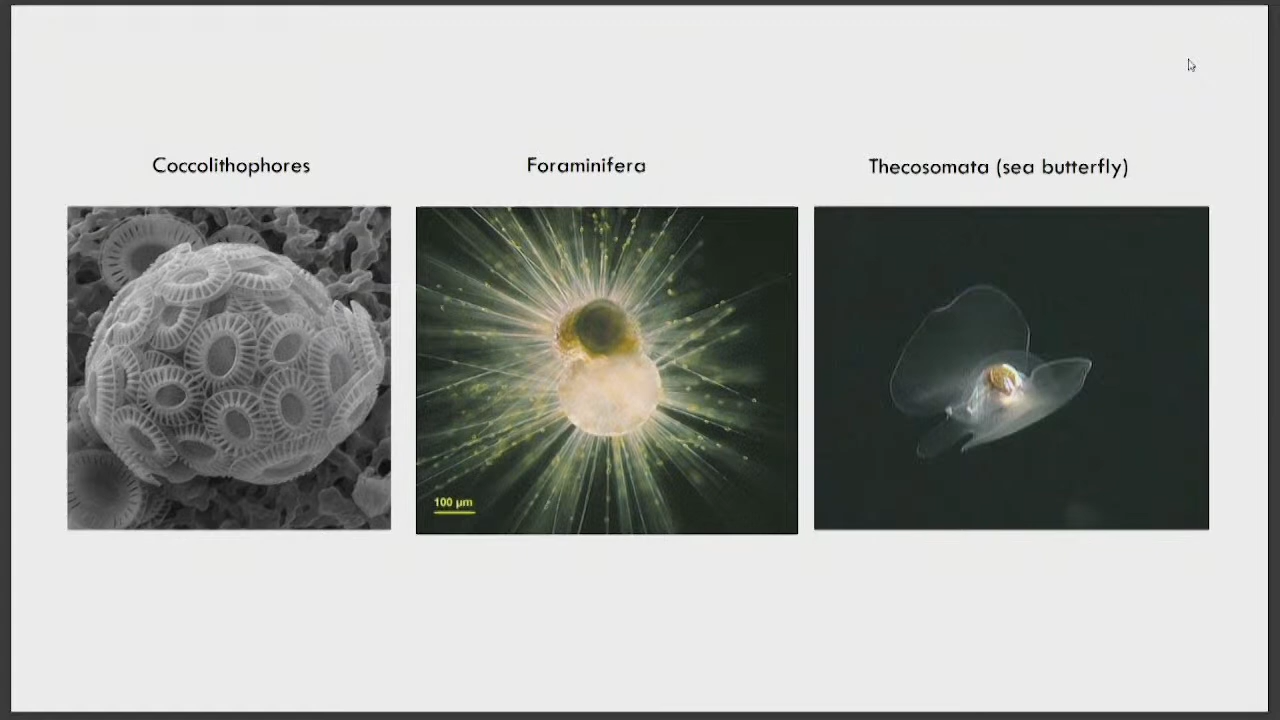 Coccolithophores
Foraminifera
Thecosomata (sea butterfly)
100 µm